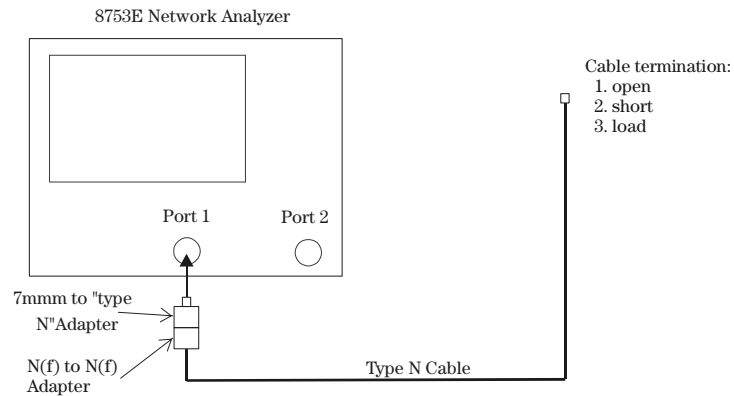 8753E Network Analyzer
Cable termination:
1. open
2. short
3. load
Port 1
Port 2
7mmm to "type
N"Adapter
N(f) to N(f)
Adapter
Type N Cable